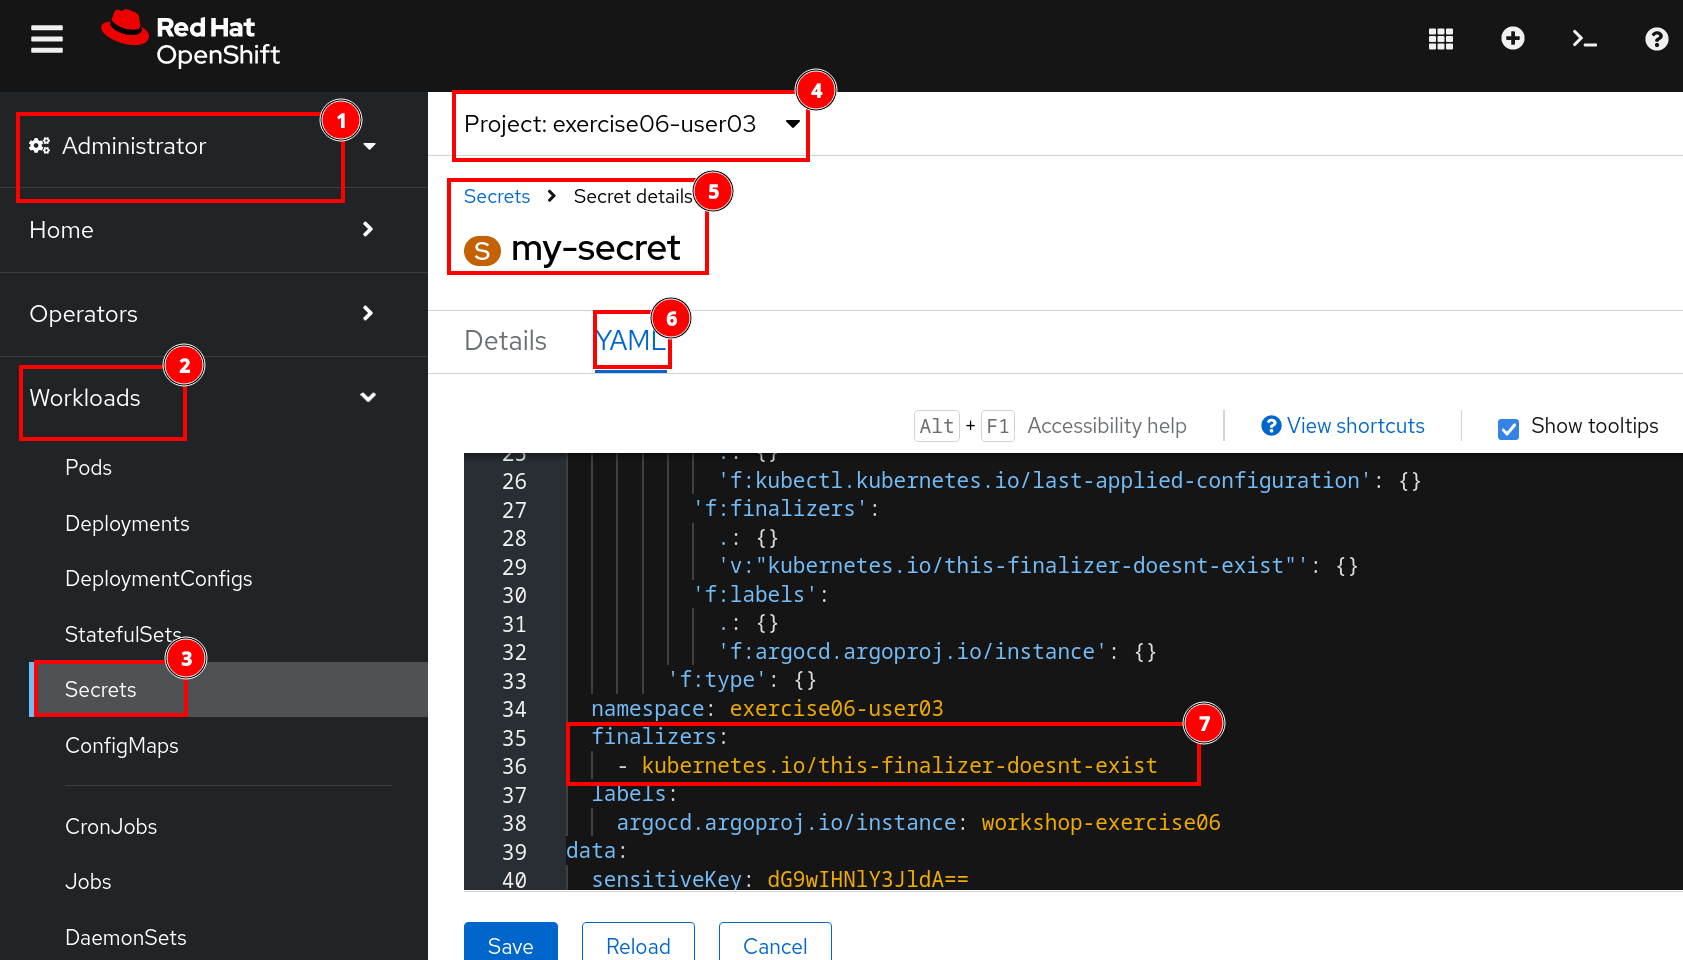 Red Hat
OpenShift
1
Administrator
Home
Operators
2
Workloads
Pods
Deployments
DeploymentConfigs
StatefulSets
3
Secrets
ConfigMaps
CronJobs
Jobs
DaemonSets
4
Project: exercise06-user03
5
Secrets > Secret details
S my-secret
6
Details YAML
Alt + F1 Accessibility help View shortcuts Show tooltips
25 .: {}
26 'f:kubectl.kubernetes.io/last-applied-configuration': {}
27 'f:finalizers':
28 .: {}
29 'v:"kubernetes.io/this-finalizer-doesnt-exist"': {}
30 'f:labels':
31 .: {}
32 'f:argocd.argoproj.io/instance': {}
33 'f:type': {}
34 namespace: exercise06-user03
7
35 finalizers:
36 - kubernetes.io/this-finalizer-doesnt-exist
37 labels:
38 argocd.argoproj.io/instance: workshop-exercise06
39 data:
40 sensitiveKey: dG9wIHNlY3JldA==
Save Reload Cancel